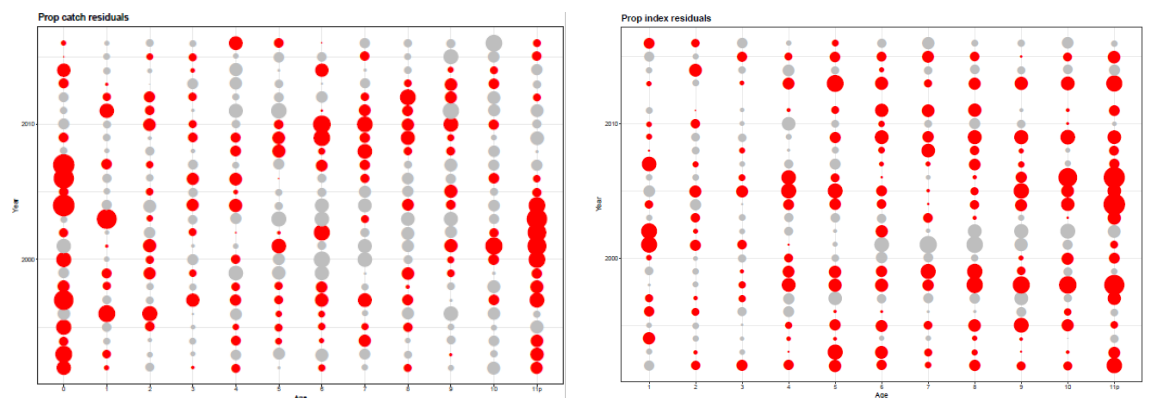 Prop catch residuals
2010
Year
2000
0 1 2 3 4 5 6 7 8 9 10 11p
Age
Prop index residuals
2010
Year
2000
1 2 3 4 5 6 7 8 9 10 11p
Age